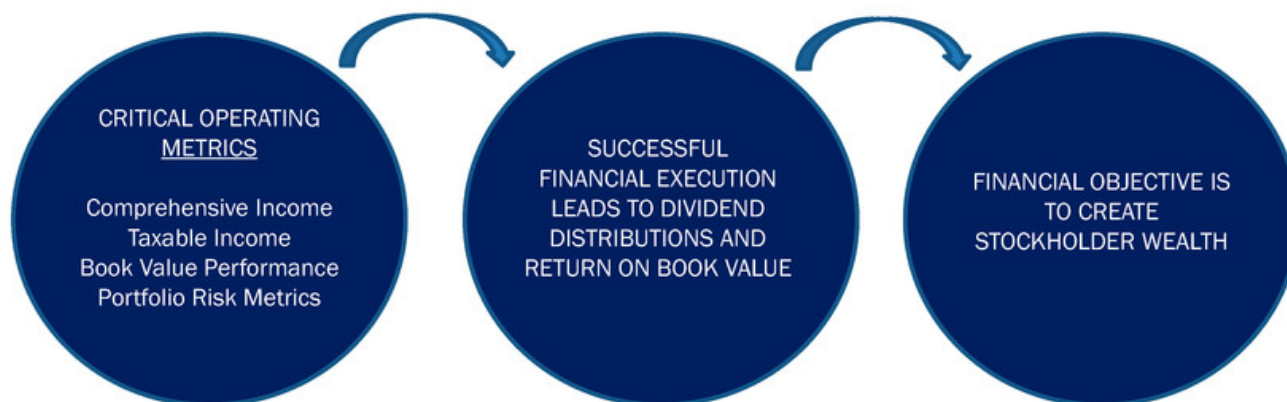 CRITICAL OPERATING
METRICS
Comprehensive Income
Taxable Income
Book Value Performance
Portfolio Risk Metrics
SUCCESSFUL
FINANCIAL EXECUTION
LEADS TO DIVIDEND
DISTRIBUTIONS AND
RETURN ON BOOK VALUE
FINANCIAL OBJECTIVE IS
TO CREATE
STOCKHOLDER WEALTH